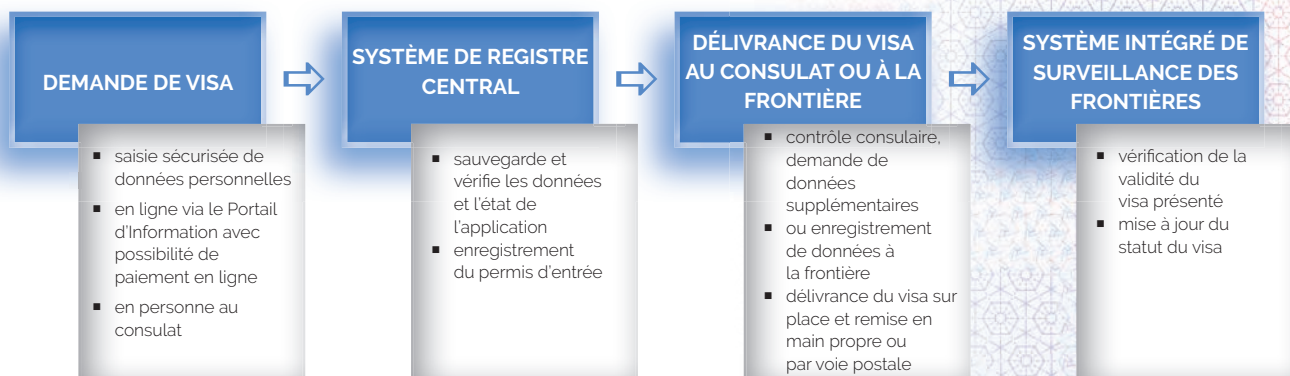 DEMANDE DE VISA
■ saisie sécurisée de
données personnelles
■ en ligne via le Portail
d'Information avec
possibilité de
paiement en ligne
■ en personne au
consulat
SYSTÈME DE REGISTRE
CENTRAL
■ sauvegarde et
vérifie les données
et l'état de
l'application
■ enregistrement
du permis d'entrée
DÉLIVRANCE DU VISA
AU CONSULAT OU À LA
FRONTIÈRE
■ contrôle consulaire,
demande de
données
supplémentaires
■ ou enregistrement
de données à
la frontière
■ délivrance du visa sur
place et remise en
main propre ou
par voie postale
SYSTÈME INTÉGRÉ DE
SURVEILLANCE DES
FRONTIÈRES
■ vérification de la
validité du
visa présenté
■ mise à jour du
statut du visa